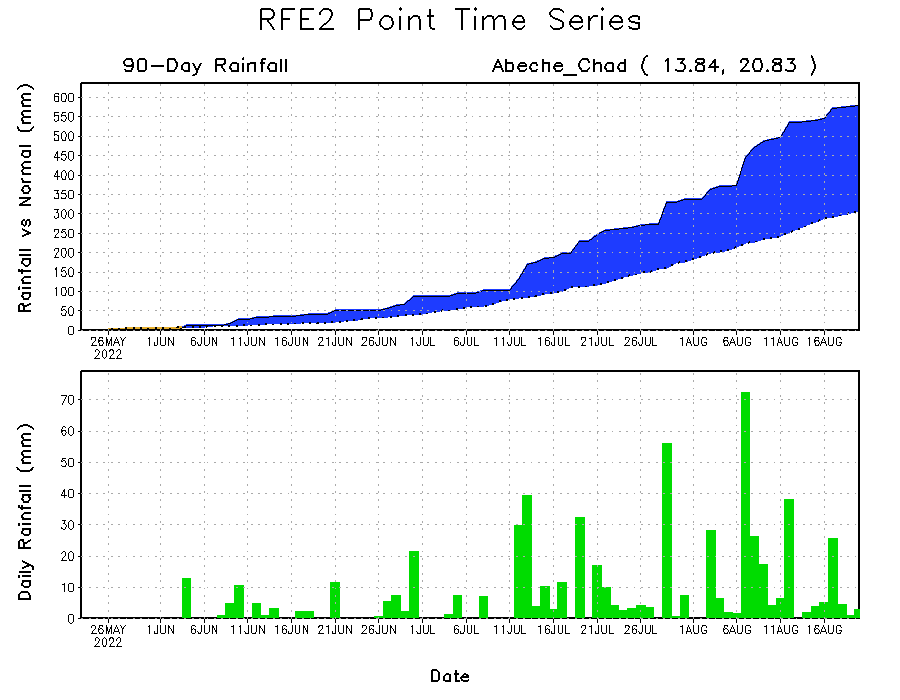 RFE2 Point Time Series
90-Day Rainfall
Abeche_Chad ( 13.84, 20.83 )
Rainfall vs Normal (mm)
600
550
500
450
400
350
300
250
200
150
100
50
0
26MAY 1JUN 6JUN 11JUN 16JUN 21JUN 26JUN 1JUL 6JUL 11JUL 16JUL 21JUL 26JUL 1AUG 6AUG 11AUG 16AUG
2022
Daily Rainfall (mm)
70
60
50
40
30
20
10
0
26MAY 1JUN 6JUN 11JUN 16JUN 21JUN 26JUN 1JUL 6JUL 11JUL 16JUL 21JUL 26JUL 1AUG 6AUG 11AUG 16AUG
2022
Date